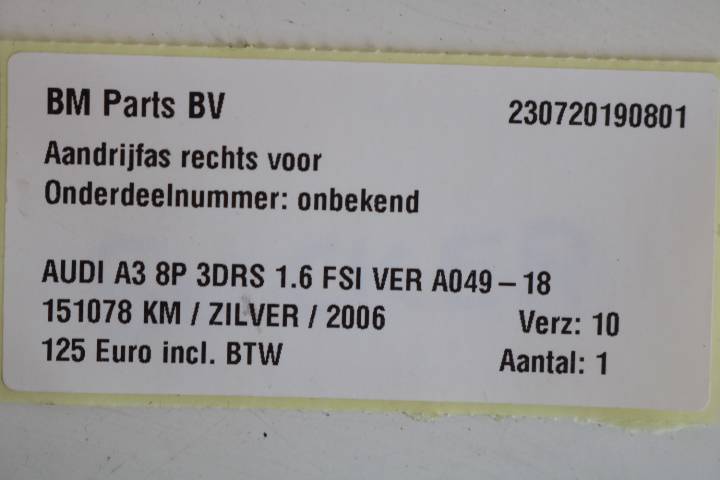 BM Parts BV 230720190801
Aandrijfas rechts voor
Onderdeelnummer: onbekend
AUDI A3 8P 3DRS 1.6 FSI VER A049-18
151078 KM / ZILVER / 2006 Verz: 10
125 Euro incl. BTW Aantal: 1